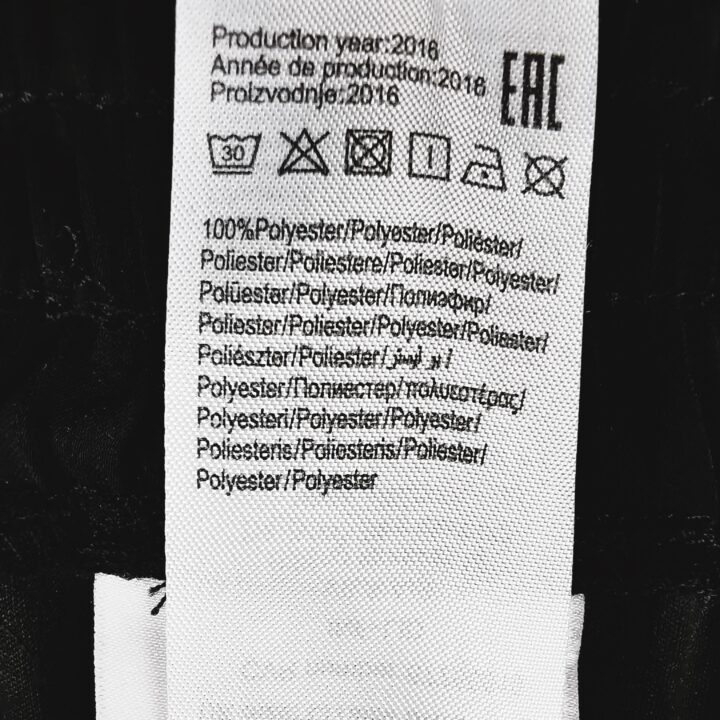 Production year:2016
Année de production:2016
Proizvodnje:2016
EAC
30
100%Polyester/Polyester/Poliéster/
Poliester/Poliestere/Poliester/Polyester/
Polüester/Polyester/Полиэфир/
Poliester/Poliester/Polyester/Poliester/
Poliészter/Poliester/بو ليستر/
Polyester/Полиестер/πολυεστέρας/
Polyesteri/Polyester/Polyester/
Poliesteris/Poliesteris/Poliester/
Polyester/Polyester